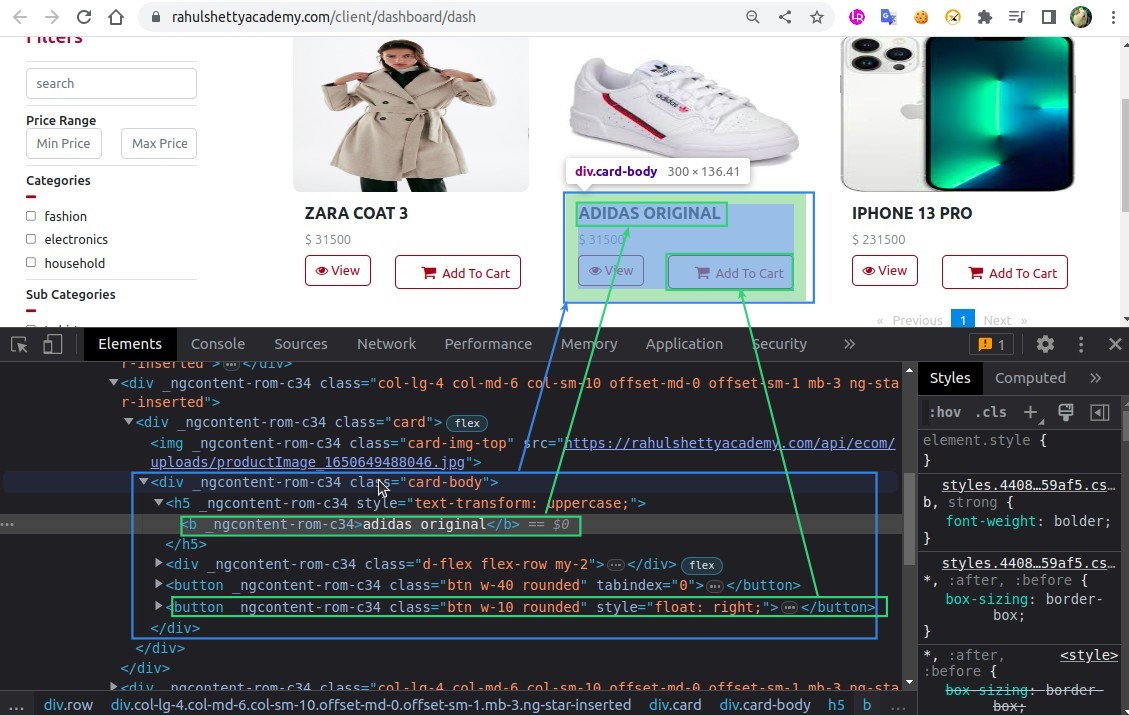 rahulshettyacademy.com/client/dashboard/dash
Filters
search
Price Range
Min Price Max Price
Categories
fashion
electronics
household
Sub Categories
adidas
div.card-body 300 × 136.41
ZARA COAT 3
$ 31500
View Add To Cart
ADIDAS ORIGINAL
$ 31500
View Add To Cart
IPHONE 13 PRO
$ 231500
View Add To Cart
« Previous 1 Next »
Elements Console Sources Network Performance Memory Application Security » 1
r-inserted">…</div>
<div _ngcontent-rom-c34 class="col-lg-4 col-md-6 col-sm-10 offset-md-0 offset-sm-1 mb-3 ng-sta
r-inserted">
<div _ngcontent-rom-c34 class="card"> flex
<img _ngcontent-rom-c34 class="card-img-top" src="https://rahulshettyacademy.com/api/ecom/
uploads/productImage_1650649488046.jpg">
<div _ngcontent-rom-c34 class="card-body">
<h5 _ngcontent-rom-c34 style="text-transform: uppercase;">
… <b _ngcontent-rom-c34>adidas original</b> == $0
</h5>
<div _ngcontent-rom-c34 class="d-flex flex-row my-2">…</div> flex
<button _ngcontent-rom-c34 class="btn w-40 rounded" tabindex="0">…</button>
<button _ngcontent-rom-c34 class="btn w-10 rounded" style="float: right;">…</button>
</div>
</div>
</div>
<div _ngcontent-rom-c34 class="col-lg-4 col-md-6 col-sm-10 offset-md-0 offset-sm-1 mb-3 ng-sta
… div.row div.col-lg-4.col-md-6.col-sm-10.offset-md-0.offset-sm-1.mb-3.ng-star-inserted div.card div.card-body h5 b …
Styles Computed »
:hov .cls +
element.style {
}
styles.4408…59af5.cs…
b, strong {
font-weight: bolder;
}
styles.4408…59af5.cs…
*, :after, :before {
box-sizing: border-
box;
}
*, :after, <style>
:before {
box-sizing: border-
box;